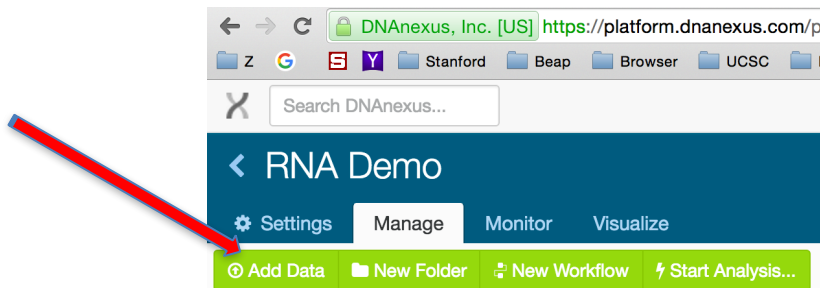 DNAnexus, Inc. [US] https://platform.dnanexus.com/p
Z G S Y Stanford Beap Browser UCSC
Search DNAnexus...
RNA Demo
Settings Manage Monitor Visualize
Add Data New Folder New Workflow Start Analysis...